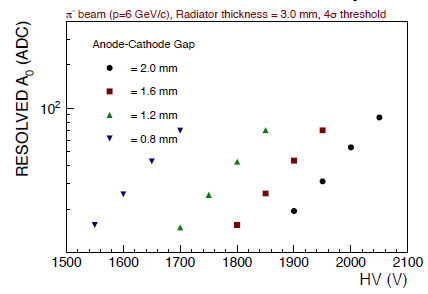 π- beam (p=6 GeV/c), Radiator thickness = 3.0 mm, 4σ threshold
Anode-Cathode Gap
= 2.0 mm
= 1.6 mm
= 1.2 mm
= 0.8 mm
RESOLVED A₀ (ADC)
10²
1500 1600 1700 1800 1900 2000 2100
HV (V)